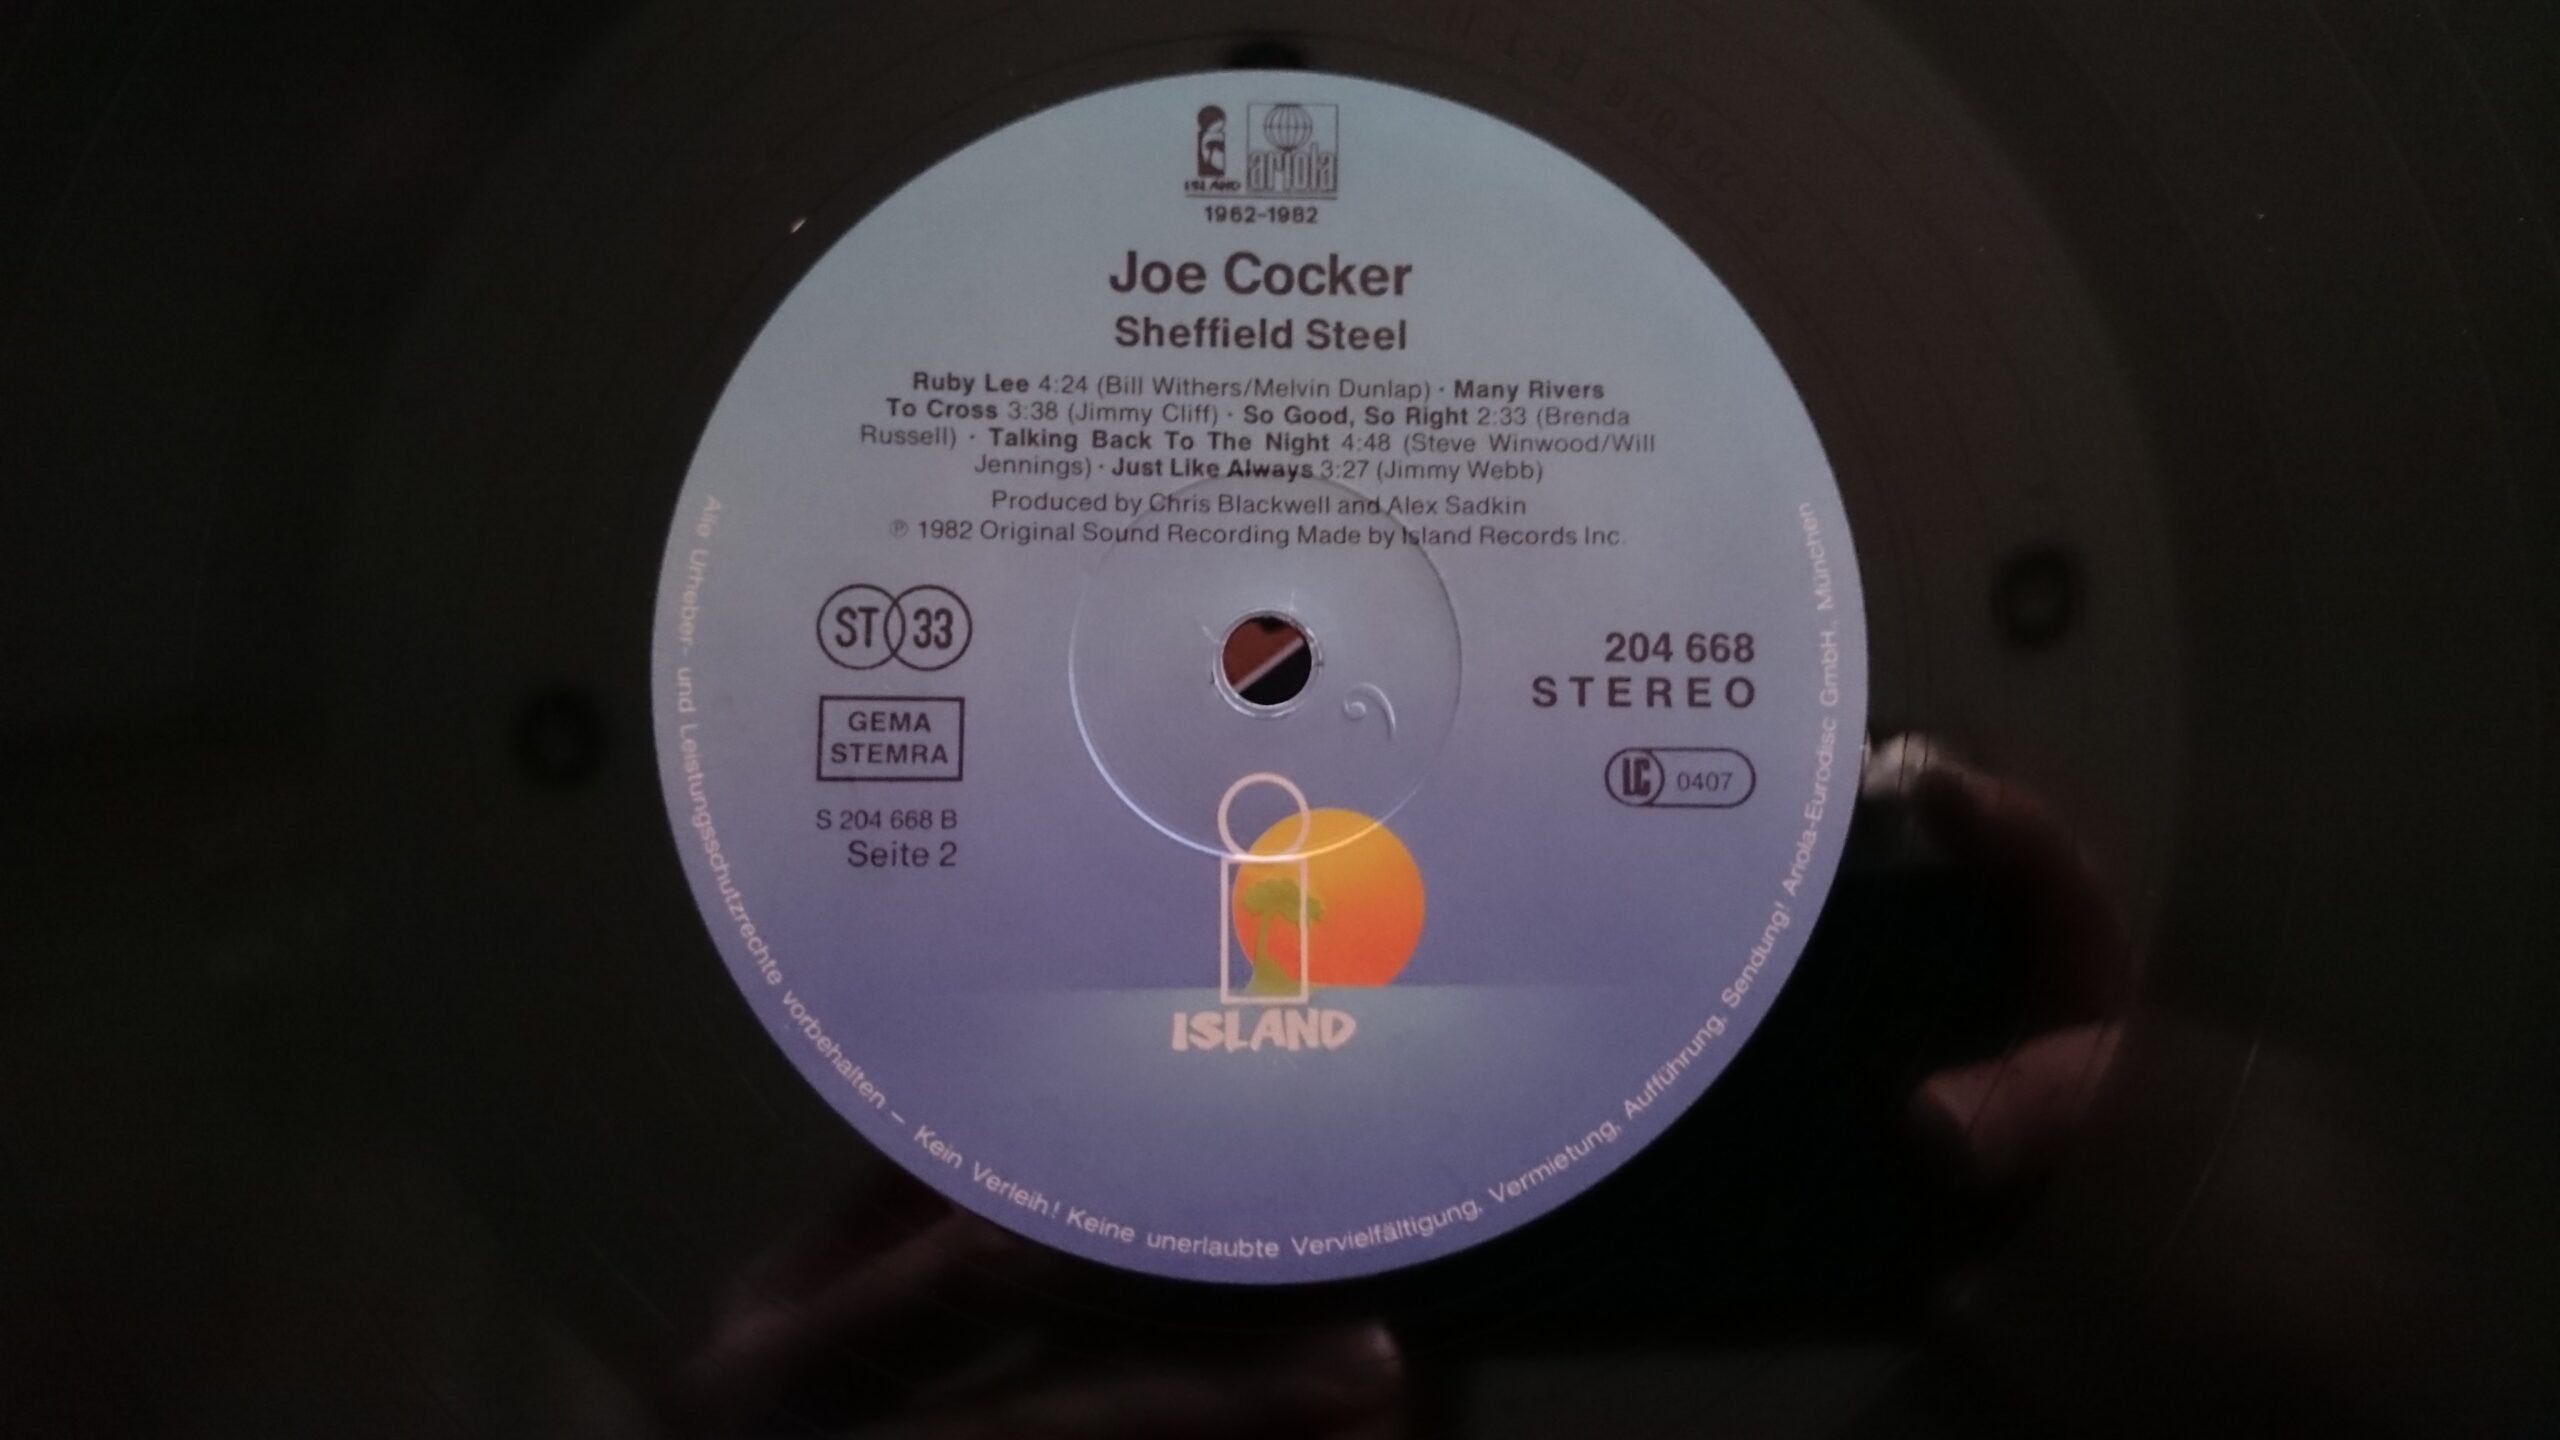 ISLAND
ariola
1962-1982
Joe Cocker
Sheffield Steel
Ruby Lee 4:24 (Bill Withers/Melvin Dunlap) · Many Rivers
To Cross 3:38 (Jimmy Cliff) · So Good, So Right 2:33 (Brenda
Russell) · Talking Back To The Night 4:48 (Steve Winwood/Will
Jennings) · Just Like Always 3:27 (Jimmy Webb)
Produced by Chris Blackwell and Alex Sadkin
℗ 1982 Original Sound Recording Made by Island Records Inc.
ST 33
GEMA
STEMRA
S 204 668 B
Seite 2
204 668
STEREO
LC 0407
ISLAND
Alle Urheber- und Leistungsschutzrechte vorbehalten – Kein Verleih! Keine unerlaubte Vervielfältigung, Vermietung, Aufführung, Sendung! Ariola-Eurodisc GmbH, München